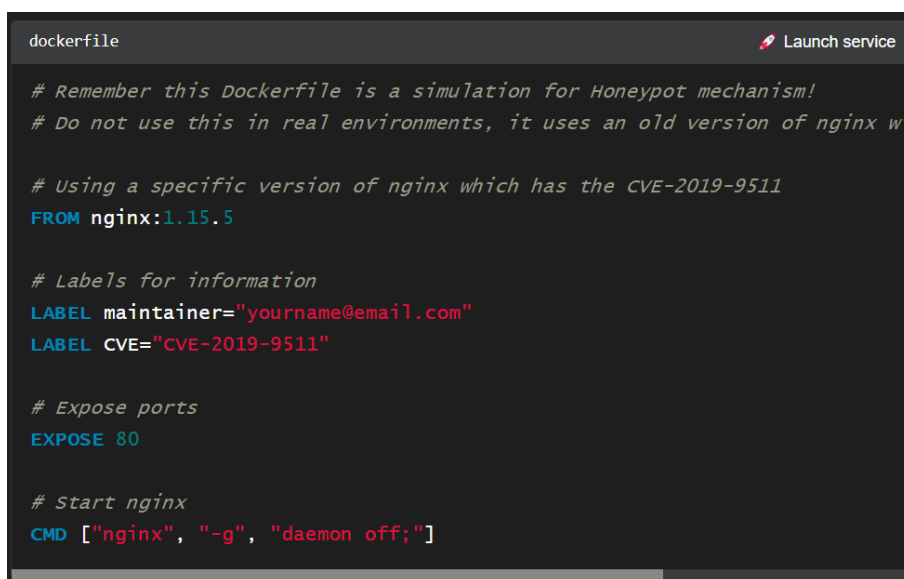 dockerfile
🚀 Launch service
# Remember this Dockerfile is a simulation for Honeypot mechanism!
# Do not use this in real environments, it uses an old version of nginx w
# Using a specific version of nginx which has the CVE-2019-9511
FROM nginx:1.15.5
# Labels for information
LABEL maintainer="yourname@email.com"
LABEL CVE="CVE-2019-9511"
# Expose ports
EXPOSE 80
# Start nginx
CMD ["nginx", "-g", "daemon off;"]